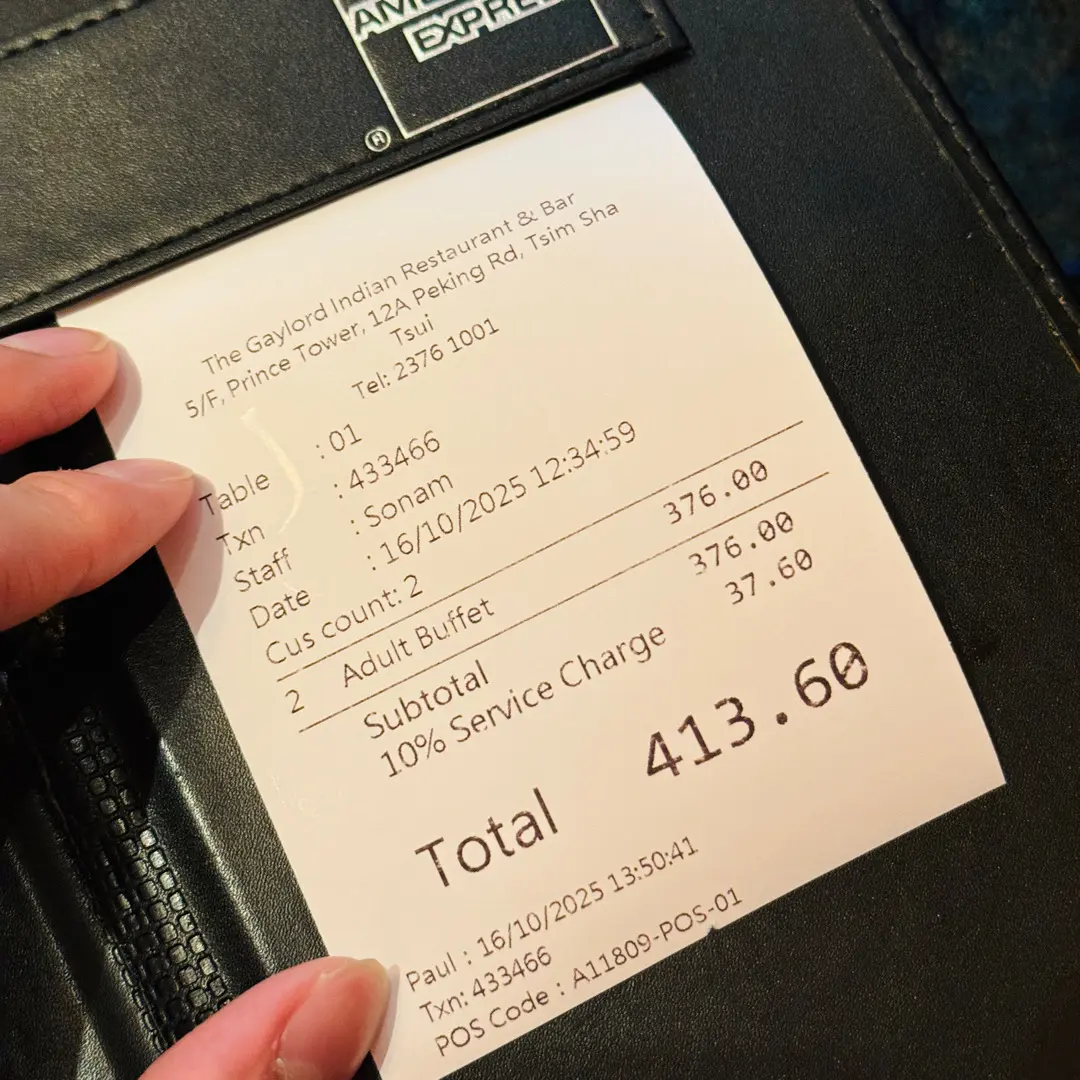 EXPRESS
®
The Gaylord Indian Restaurant & Bar
5/F, Prince Tower, 12A Peking Rd, Tsim Sha
Tsui
Tel: 2376 1001
Table : 01
Txn : 433466
Staff : Sonam
Date : 16/10/2025 12:34:59
Cus count: 2
2 Adult Buffet 376.00
Subtotal 376.00
10% Service Charge 37.60
Total 413.60
Paul : 16/10/2025 13:50:41
Txn: 433466
POS Code : A11809-POS-01